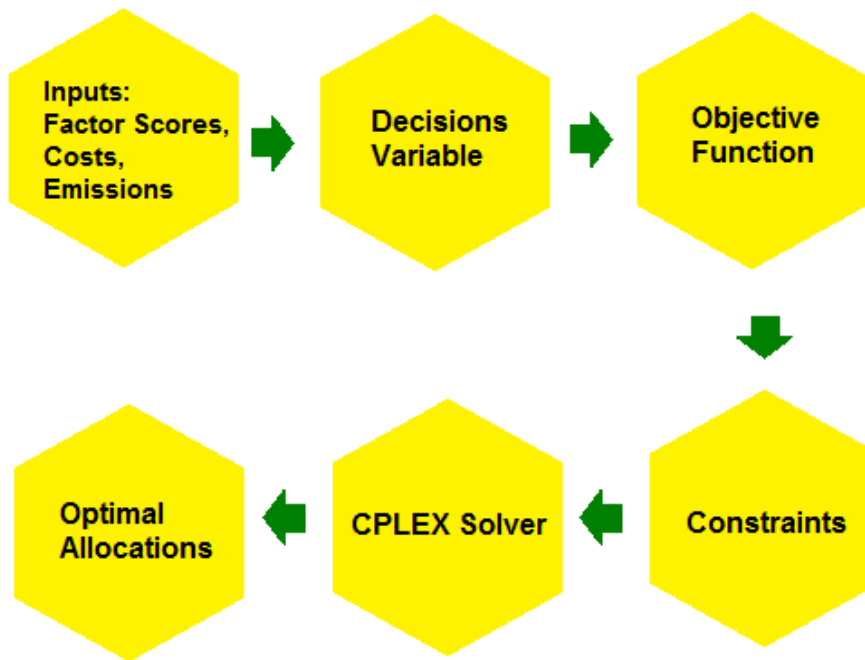 Inputs:
Factor Scores,
Costs,
Emissions
Decisions
Variable
Objective
Function
Constraints
CPLEX Solver
Optimal
Allocations